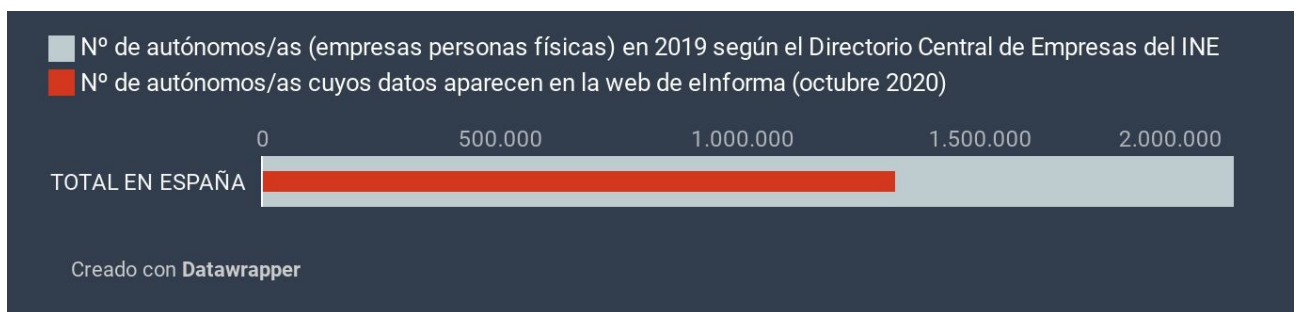 Nº de autónomos/as (empresas personas físicas) en 2019 según el Directorio Central de Empresas del INE
Nº de autónomos/as cuyos datos aparecen en la web de eInforma (octubre 2020)
0 500.000 1.000.000 1.500.000 2.000.000
TOTAL EN ESPAÑA
Creado con Datawrapper